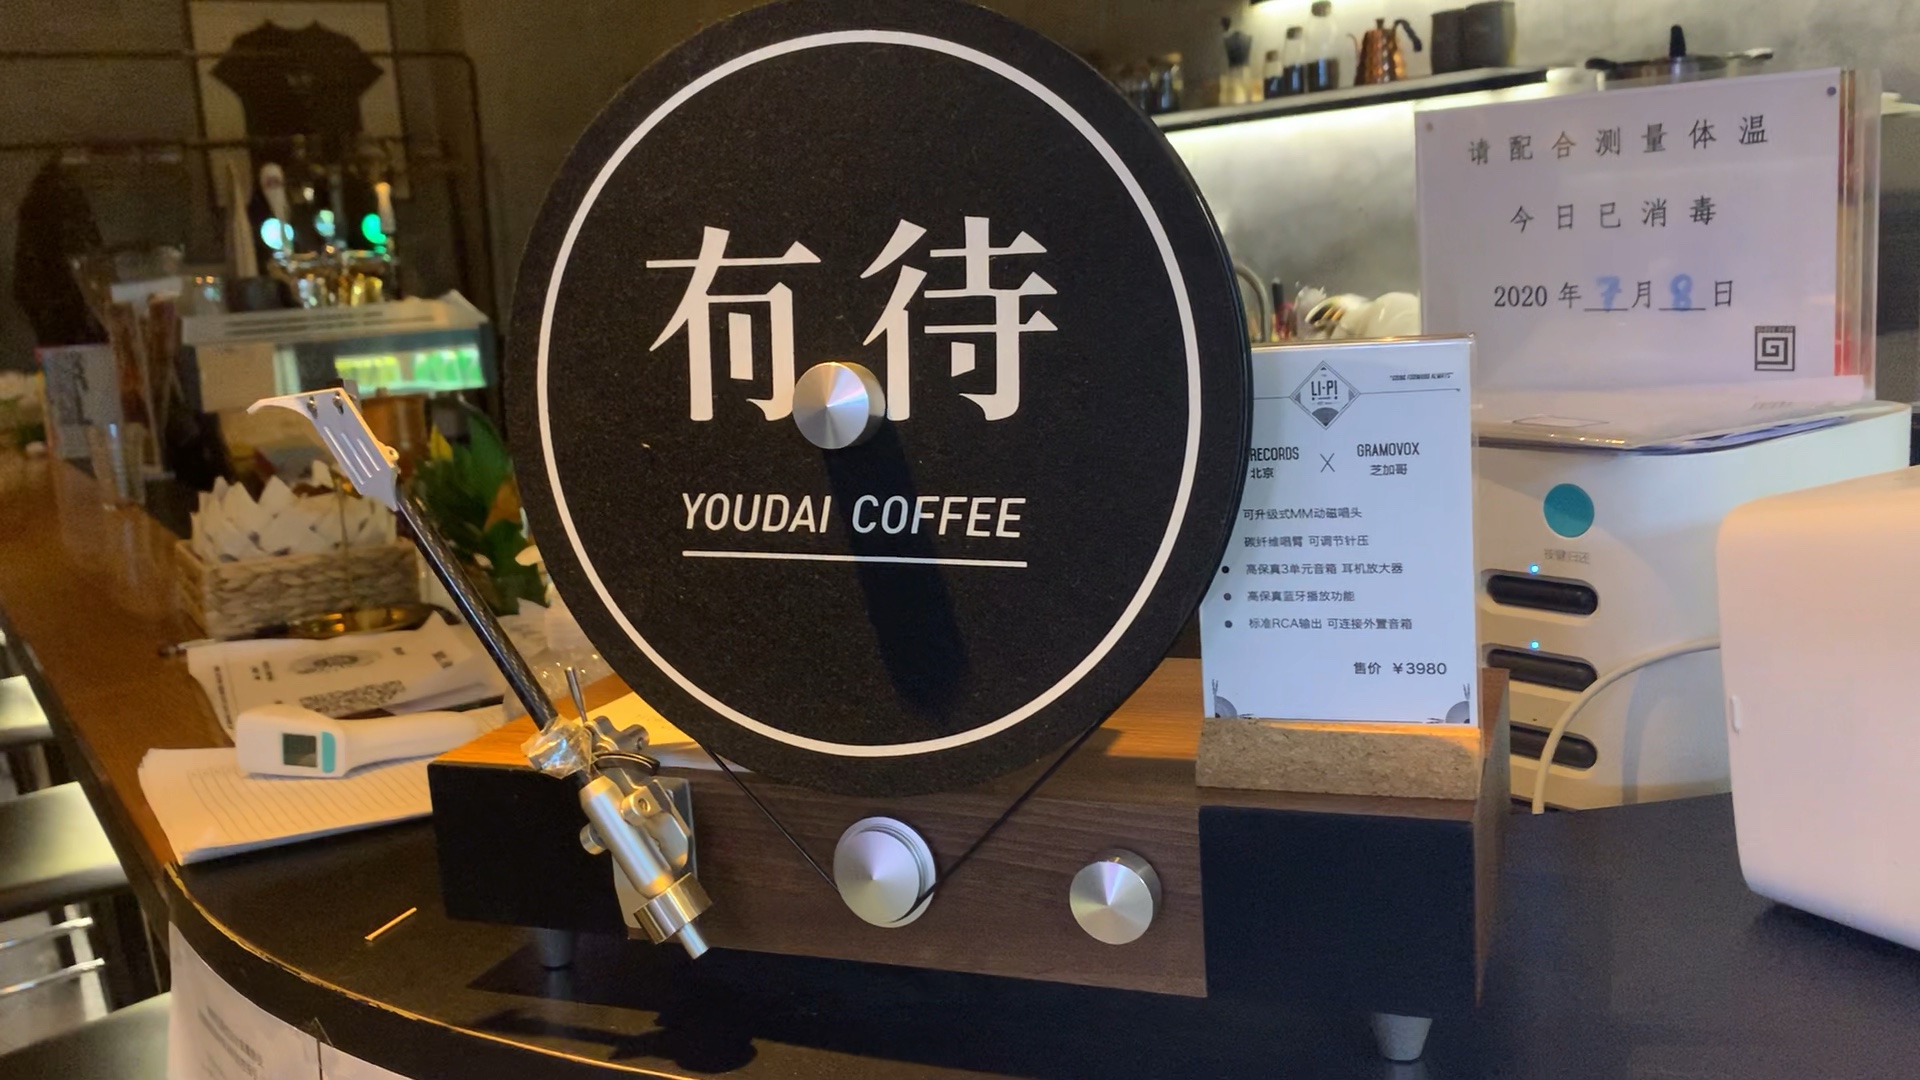 有待
YOUDAI COFFEE
请配合测量体温
今日已消毒
2020年7月8日
LI-PI
RECORDS X GRAMOVOX
北京 芝加哥
可升级式MM动磁唱头
碳纤维唱臂 可调节针压
• 高保真3单元音箱 耳机放大器
• 高保真蓝牙播放功能
• 标准RCA输出 可连接外置音箱
售价 ￥3980